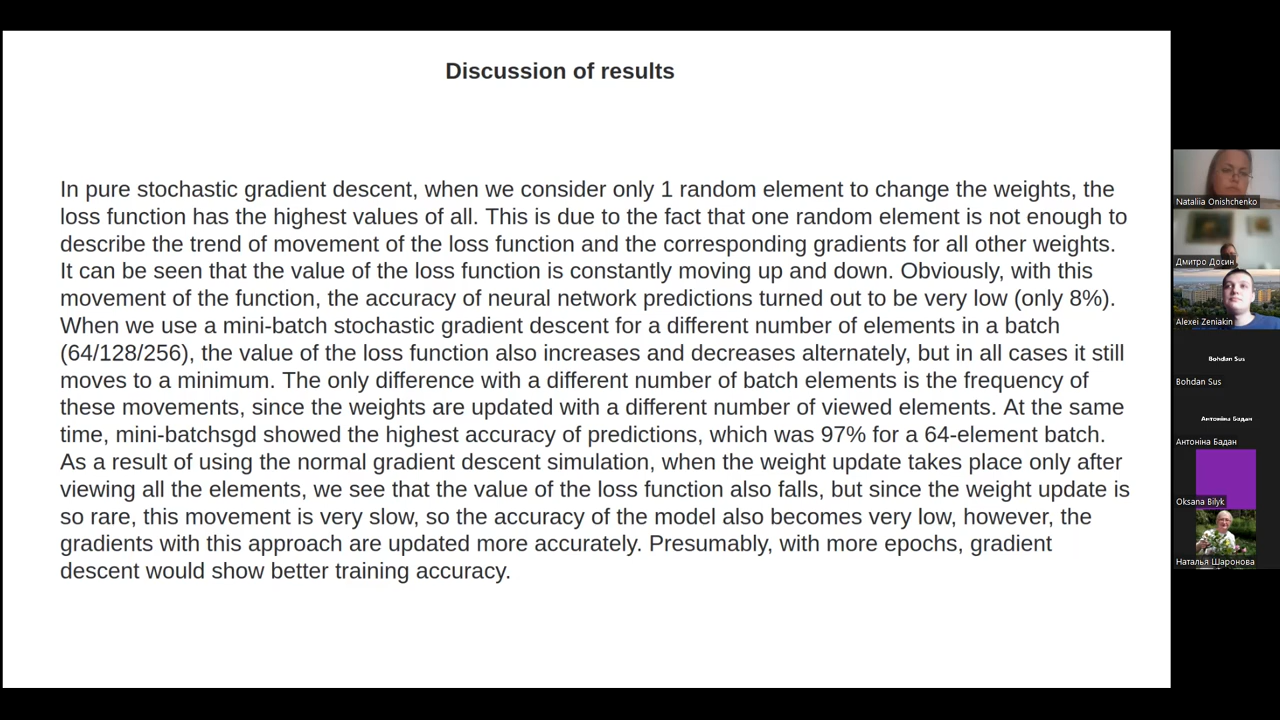 Discussion of results
In pure stochastic gradient descent, when we consider only 1 random element to change the weights, the
loss function has the highest values of all. This is due to the fact that one random element is not enough to
describe the trend of movement of the loss function and the corresponding gradients for all other weights.
It can be seen that the value of the loss function is constantly moving up and down. Obviously, with this
movement of the function, the accuracy of neural network predictions turned out to be very low (only 8%).
When we use a mini-batch stochastic gradient descent for a different number of elements in a batch
(64/128/256), the value of the loss function also increases and decreases alternately, but in all cases it still
moves to a minimum. The only difference with a different number of batch elements is the frequency of
these movements, since the weights are updated with a different number of viewed elements. At the same
time, mini-batchsgd showed the highest accuracy of predictions, which was 97% for a 64-element batch.
As a result of using the normal gradient descent simulation, when the weight update takes place only after
viewing all the elements, we see that the value of the loss function also falls, but since the weight update is
so rare, this movement is very slow, so the accuracy of the model also becomes very low, however, the
gradients with this approach are updated more accurately. Presumably, with more epochs, gradient
descent would show better training accuracy.
Nataliia Onishchenko
Дмитро Досин
Alexei Zeniakin
Bohdan Sus
Bohdan Sus
Антоніна Бадан
Антоніна Бадан
Oksana Bilyk
Наталья Шаронова